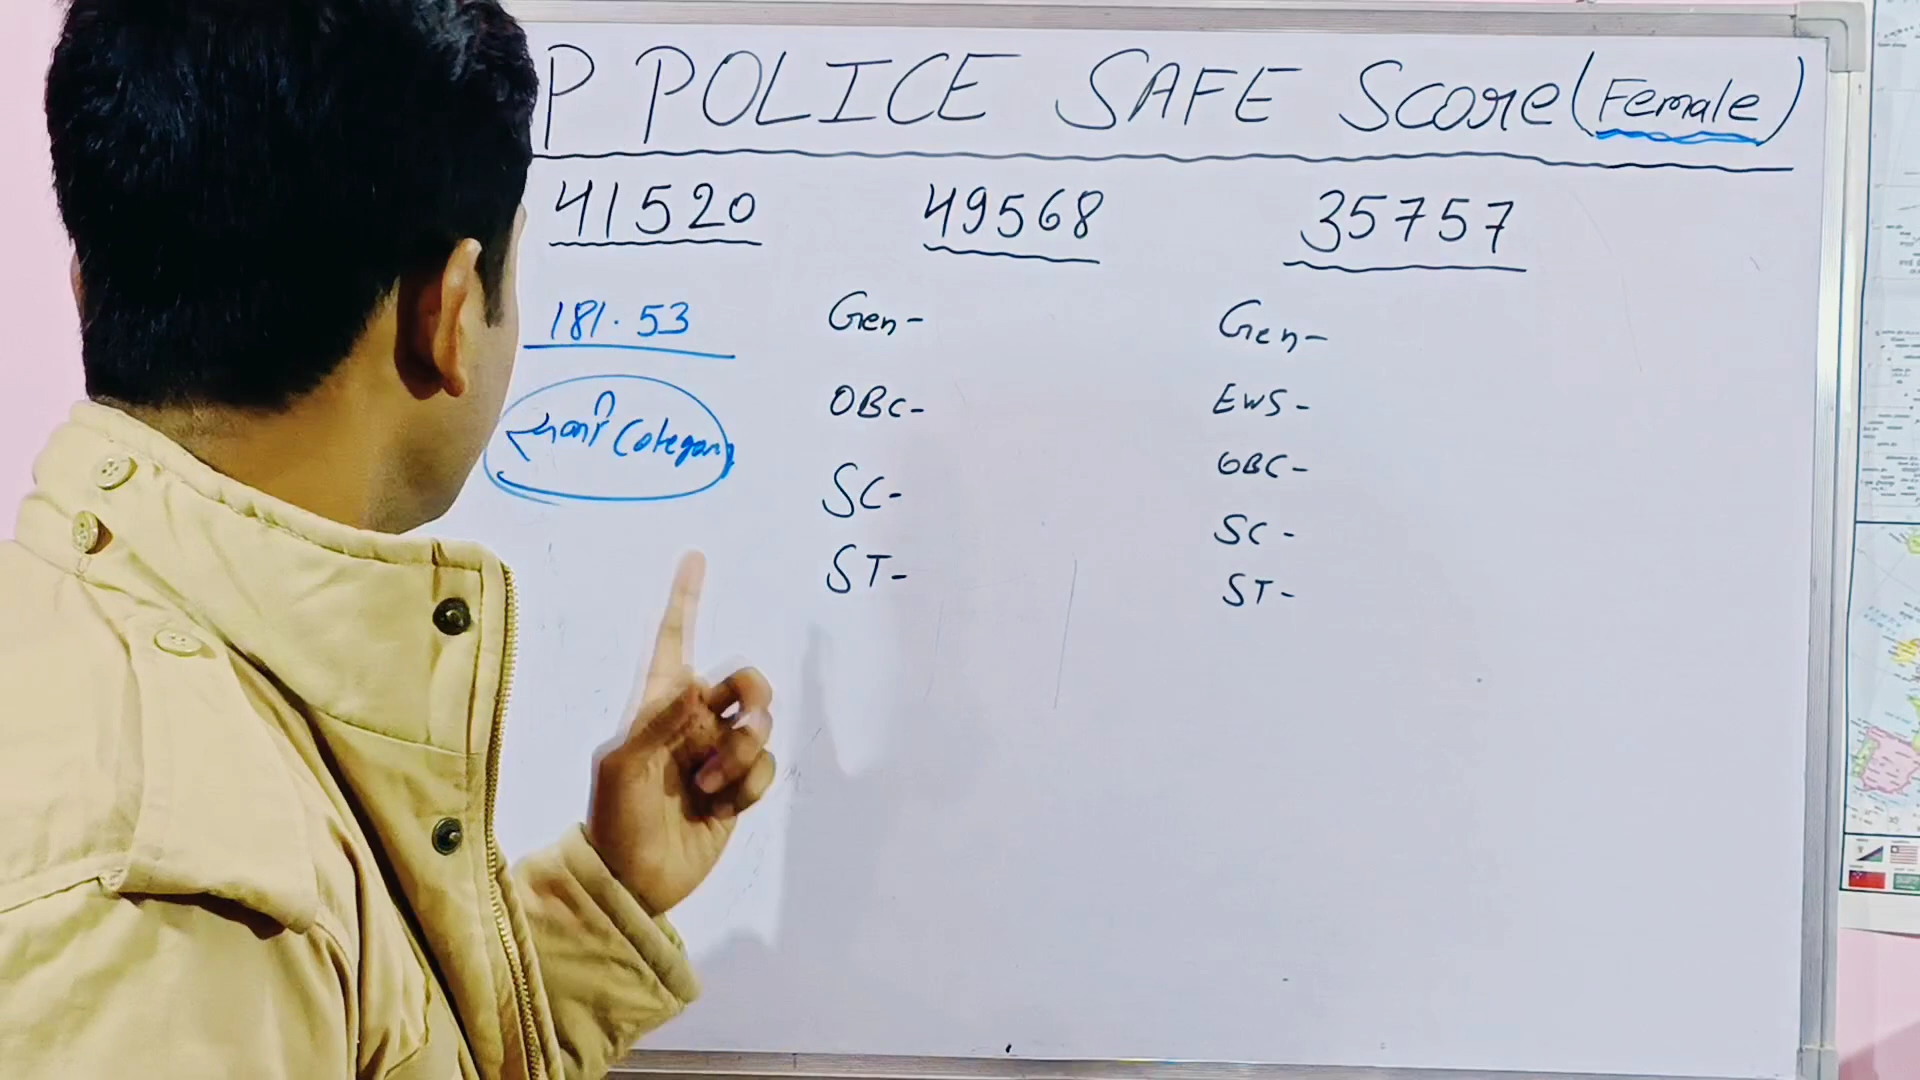 P POLICE SAFE Score (Female)
41520 49568 35757
181.53
Category
Gen-
OBC-
SC-
ST-
Gen-
EWS-
OBC-
SC-
ST-